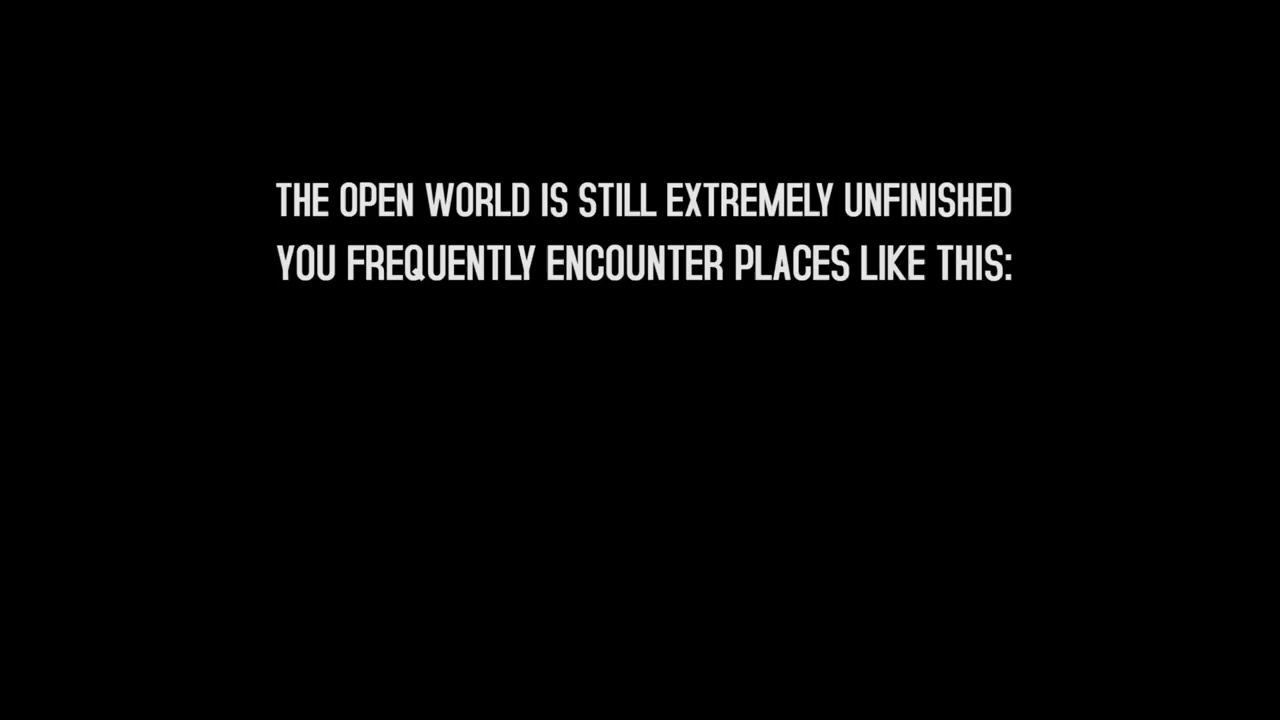 THE OPEN WORLD IS STILL EXTREMELY UNFINISHED
YOU FREQUENTLY ENCOUNTER PLACES LIKE THIS: